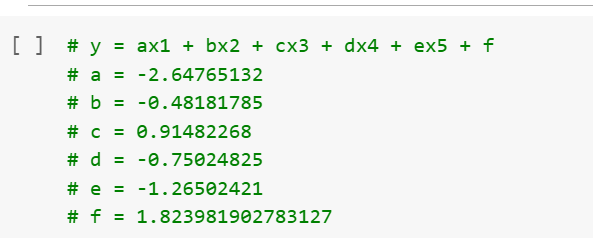 [ ] # y = ax1 + bx2 + cx3 + dx4 + ex5 + f
# a = -2.64765132
# b = -0.48181785
# c = 0.91482268
# d = -0.75024825
# e = -1.26502421
# f = 1.823981902783127